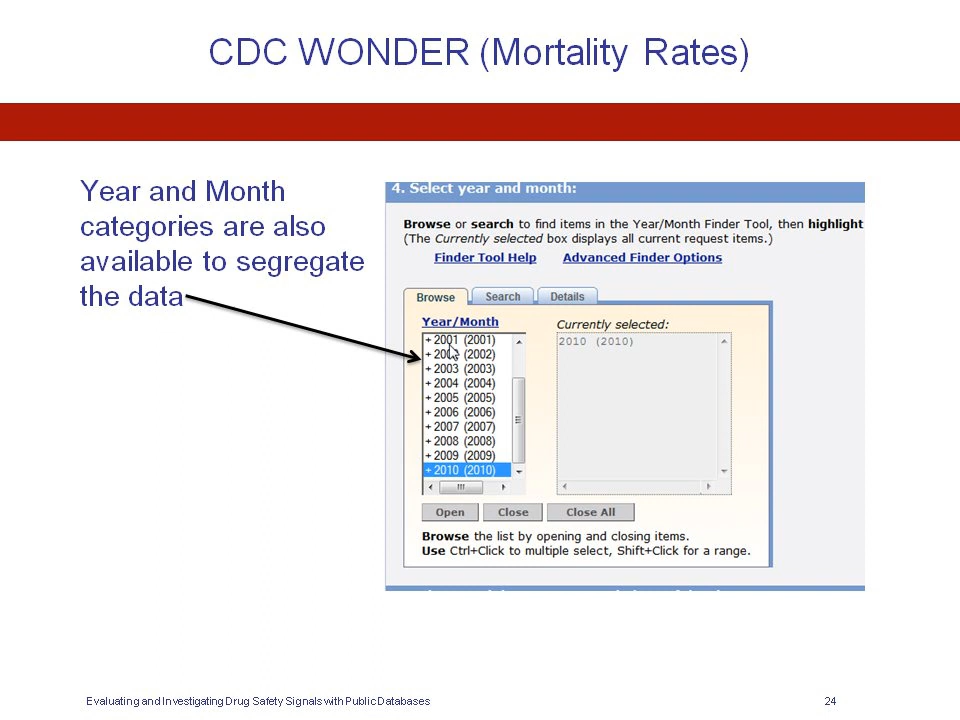 CDC WONDER (Mortality Rates)
Year and Month
categories are also
available to segregate
the data
4. Select year and month:
Browse or search to find items in the Year/Month Finder Tool, then highlight
(The Currently selected box displays all current request items.)
Finder Tool Help Advanced Finder Options
Browse Search Details
Year/Month
Currently selected:
+ 2001 (2001)
+ 2002 (2002)
+ 2003 (2003)
+ 2004 (2004)
+ 2005 (2005)
+ 2006 (2006)
+ 2007 (2007)
+ 2008 (2008)
+ 2009 (2009)
+ 2010 (2010)
2010 (2010)
Open Close Close All
Browse the list by opening and closing items.
Use Ctrl+Click to multiple select, Shift+Click for a range.
Evaluating and Investigating Drug Safety Signals with Public Databases
24